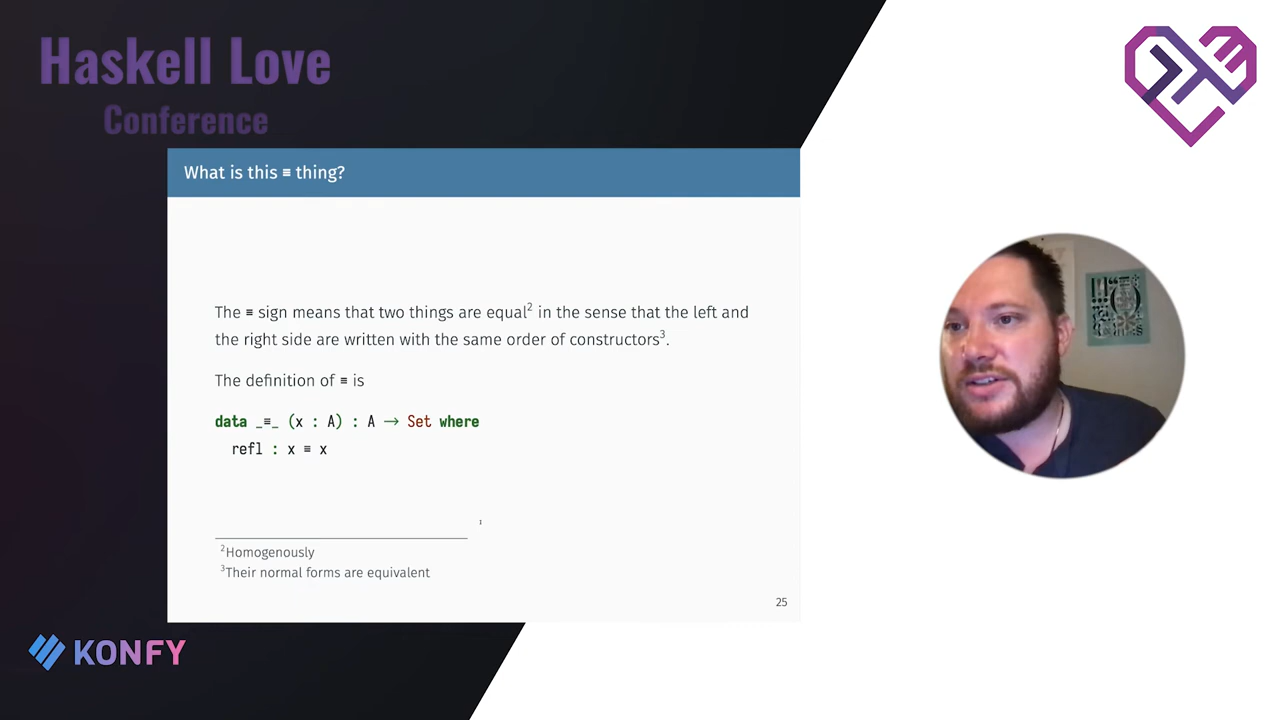 Haskell Love
Conference
What is this ≡ thing?
The ≡ sign means that two things are equal² in the sense that the left and
the right side are written with the same order of constructors³.
The definition of ≡ is
data _≡_ (x : A) : A → Set where
refl : x ≡ x
²Homogenously
³Their normal forms are equivalent
25
KONFY